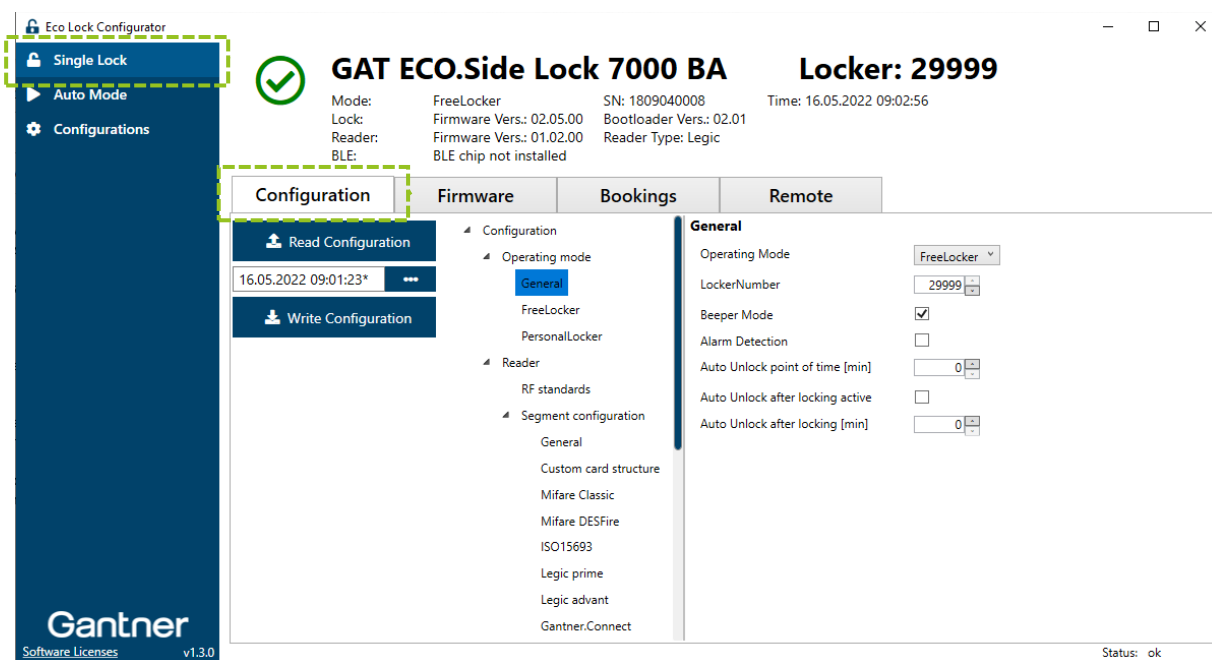 Eco Lock Configurator
Single Lock
Auto Mode
Configurations
GAT ECO.Side Lock 7000 BA Locker: 29999
Mode: FreeLocker SN: 1809040008 Time: 16.05.2022 09:02:56
Lock: Firmware Vers.: 02.05.00 Bootloader Vers.: 02.01
Reader: Firmware Vers.: 01.02.00 Reader Type: Legic
BLE: BLE chip not installed
Configuration Firmware Bookings Remote
Read Configuration
16.05.2022 09:01:23* •••
Write Configuration
Configuration
Operating mode
General
FreeLocker
PersonalLocker
Reader
RF standards
Segment configuration
General
Custom card structure
Mifare Classic
Mifare DESFire
ISO15693
Legic prime
Legic advant
Gantner.Connect
General
Operating Mode FreeLocker
LockerNumber 29999
Beeper Mode
Alarm Detection
Auto Unlock point of time [min] 0
Auto Unlock after locking active
Auto Unlock after locking [min] 0
Gantner
Software Licenses v1.3.0
Status: ok